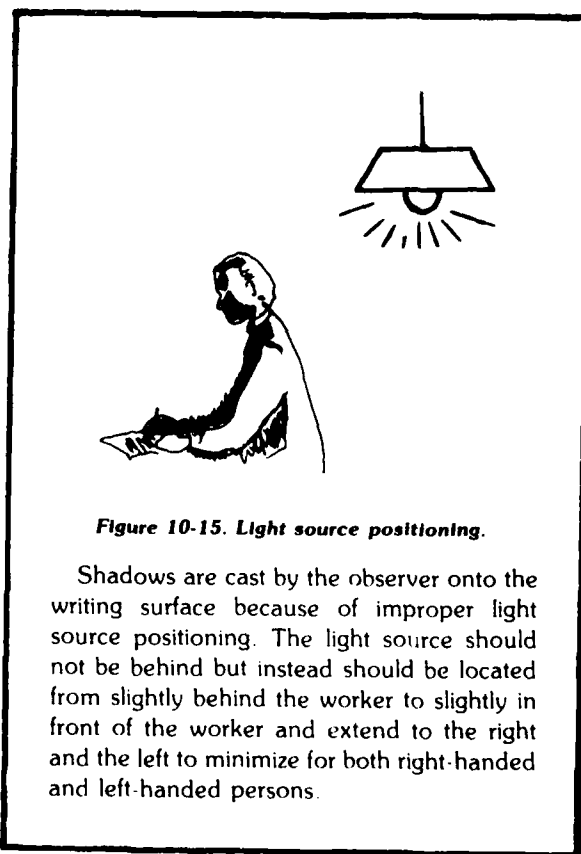 Figure 10-15. Light source positioning.
Shadows are cast by the observer onto the
writing surface because of improper light
source positioning. The light source should
not be behind but instead should be located
from slightly behind the worker to slightly in
front of the worker and extend to the right
and the left to minimize for both right-handed
and left-handed persons.